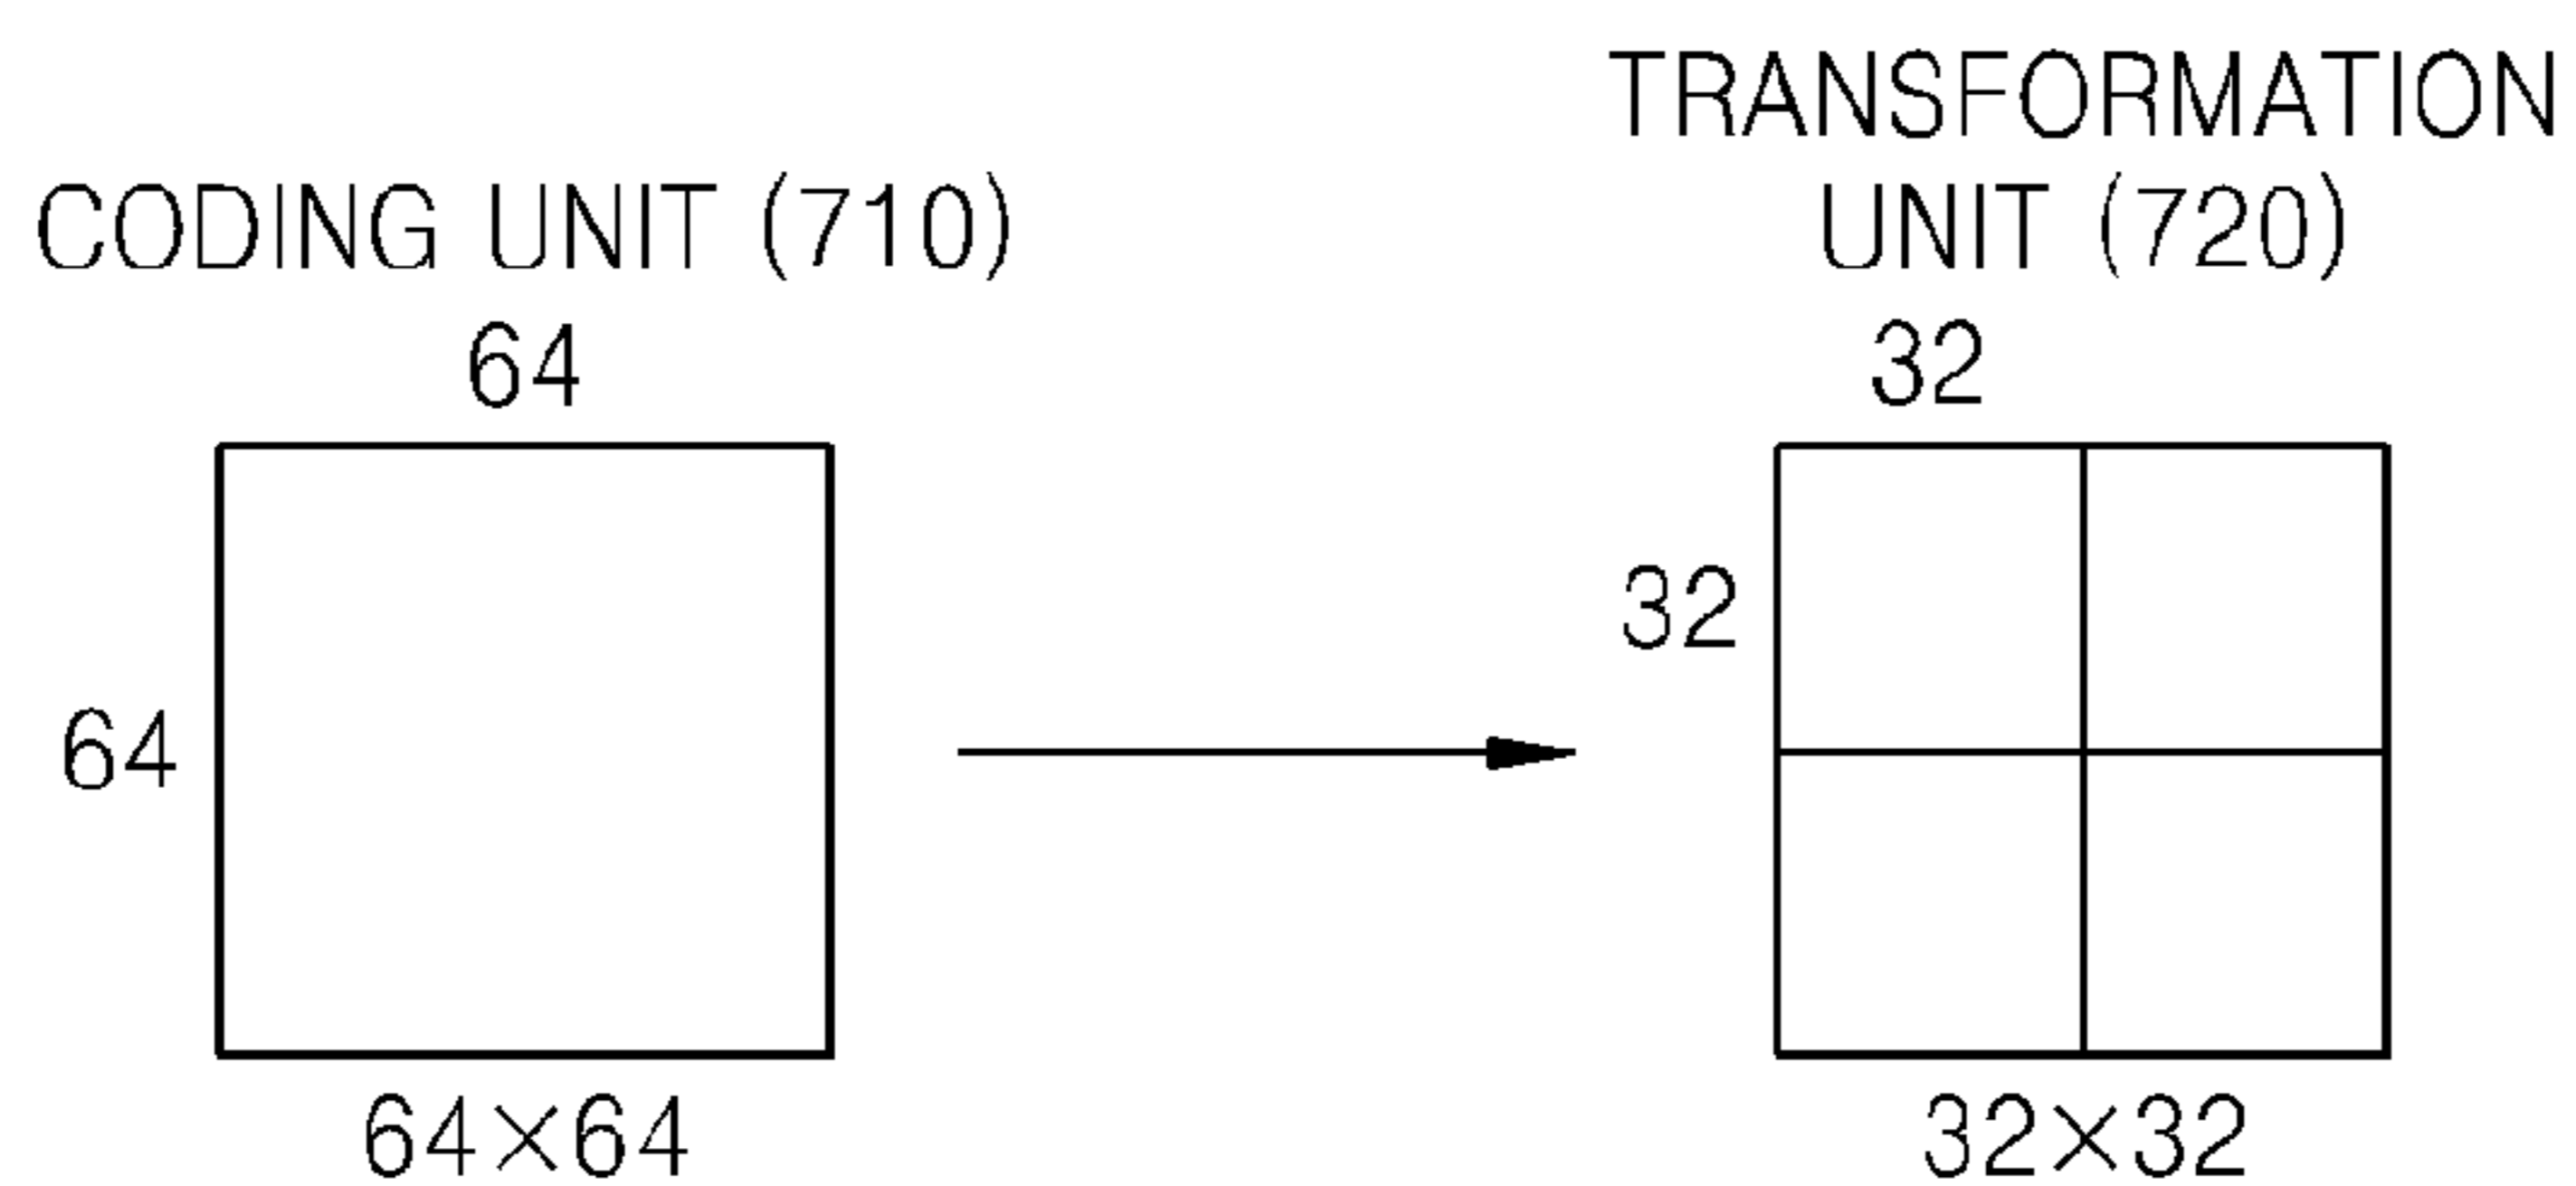 CODING UNIT (710)
64
64
64×64
TRANSFORMATION
UNIT (720)
32
32
32×32